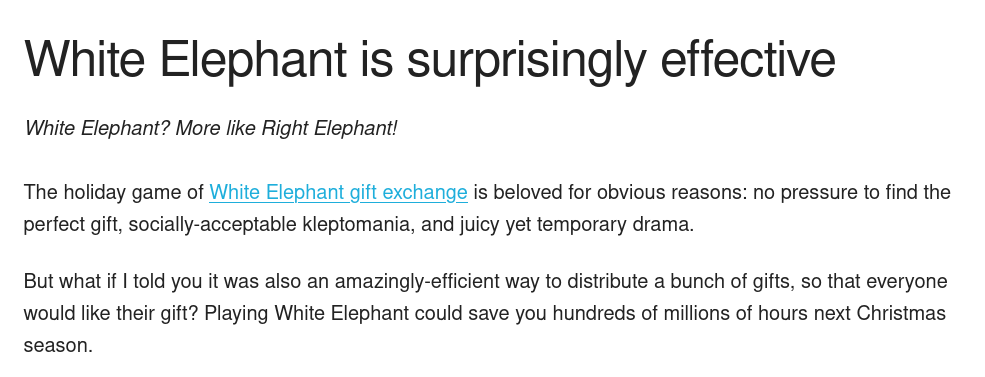 White Elephant is surprisingly effective
White Elephant? More like Right Elephant!
The holiday game of White Elephant gift exchange is beloved for obvious reasons: no pressure to find the
perfect gift, socially-acceptable kleptomania, and juicy yet temporary drama.
But what if I told you it was also an amazingly-efficient way to distribute a bunch of gifts, so that everyone
would like their gift? Playing White Elephant could save you hundreds of millions of hours next Christmas
season.